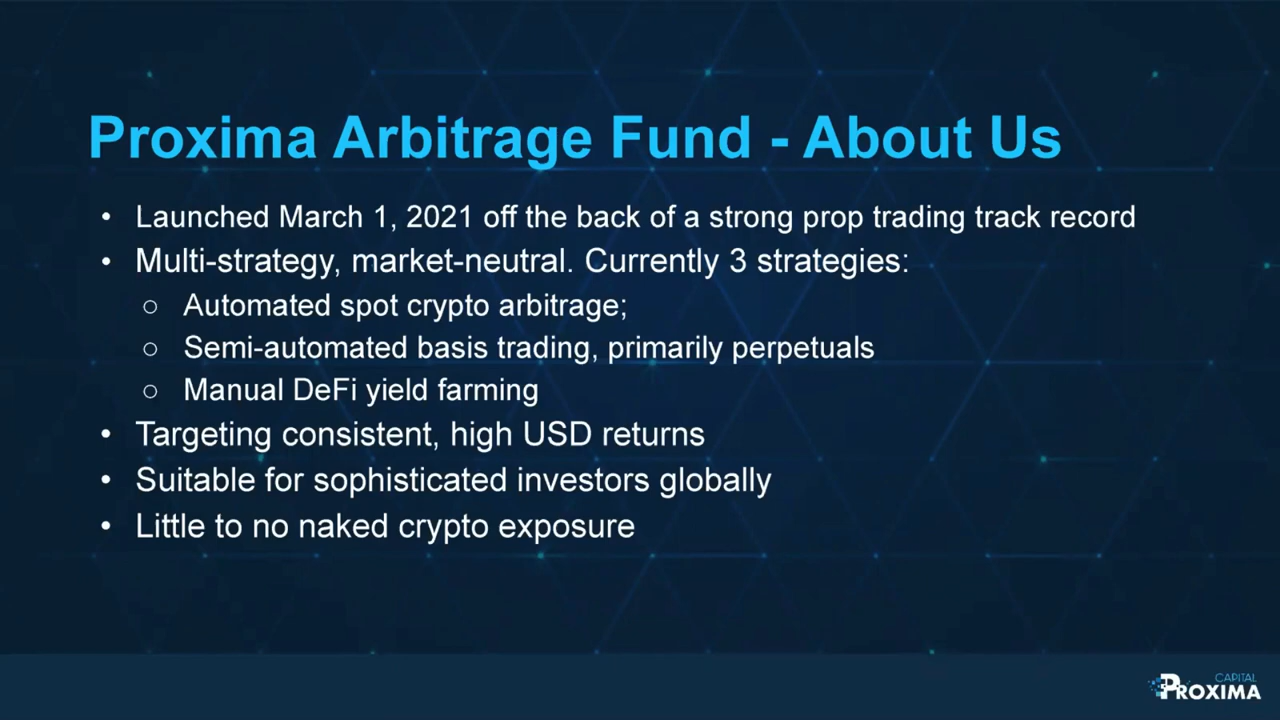 Proxima Arbitrage Fund - About Us
• Launched March 1, 2021 off the back of a strong prop trading track record
• Multi-strategy, market-neutral. Currently 3 strategies:
○ Automated spot crypto arbitrage;
○ Semi-automated basis trading, primarily perpetuals
○ Manual DeFi yield farming
• Targeting consistent, high USD returns
• Suitable for sophisticated investors globally
• Little to no naked crypto exposure
CAPITAL
PROXIMA